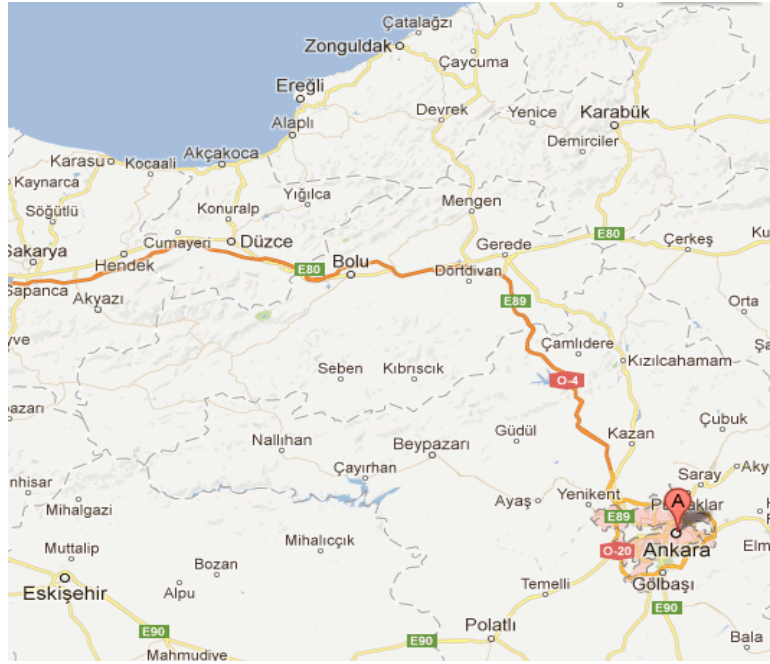 Çatalağzı
Zonguldak
Çaycuma
Ereğli
Devrek
Yenice
Karabük
Alaplı
Demirciler
Karasu
Kocaali
Akçakoca
Kaynarca
Yığılca
Mengen
Söğütlü
Konuralp
Cumayeri
Düzce
E80
Sakarya
Gerede
Çerkeş
Hendek
E80
Bolu
Dörtdivan
Sapanca
Akyazı
E89
Orta
Çamlıdere
Kızılcahamam
Seben
Kıbrıscık
O-4
Çubuk
Güdül
Kazan
Nallıhan
Beypazarı
Saray
Çayırhan
Ayaş
Yenikent
A
Mihalgazi
E89
Ankara
Muttalip
Mihalıcçık
O-20
Bozan
Gölbaşı
Eskişehir
Alpu
Temelli
E90
Polatlı
E90
E90
Bala
Mahmudiye